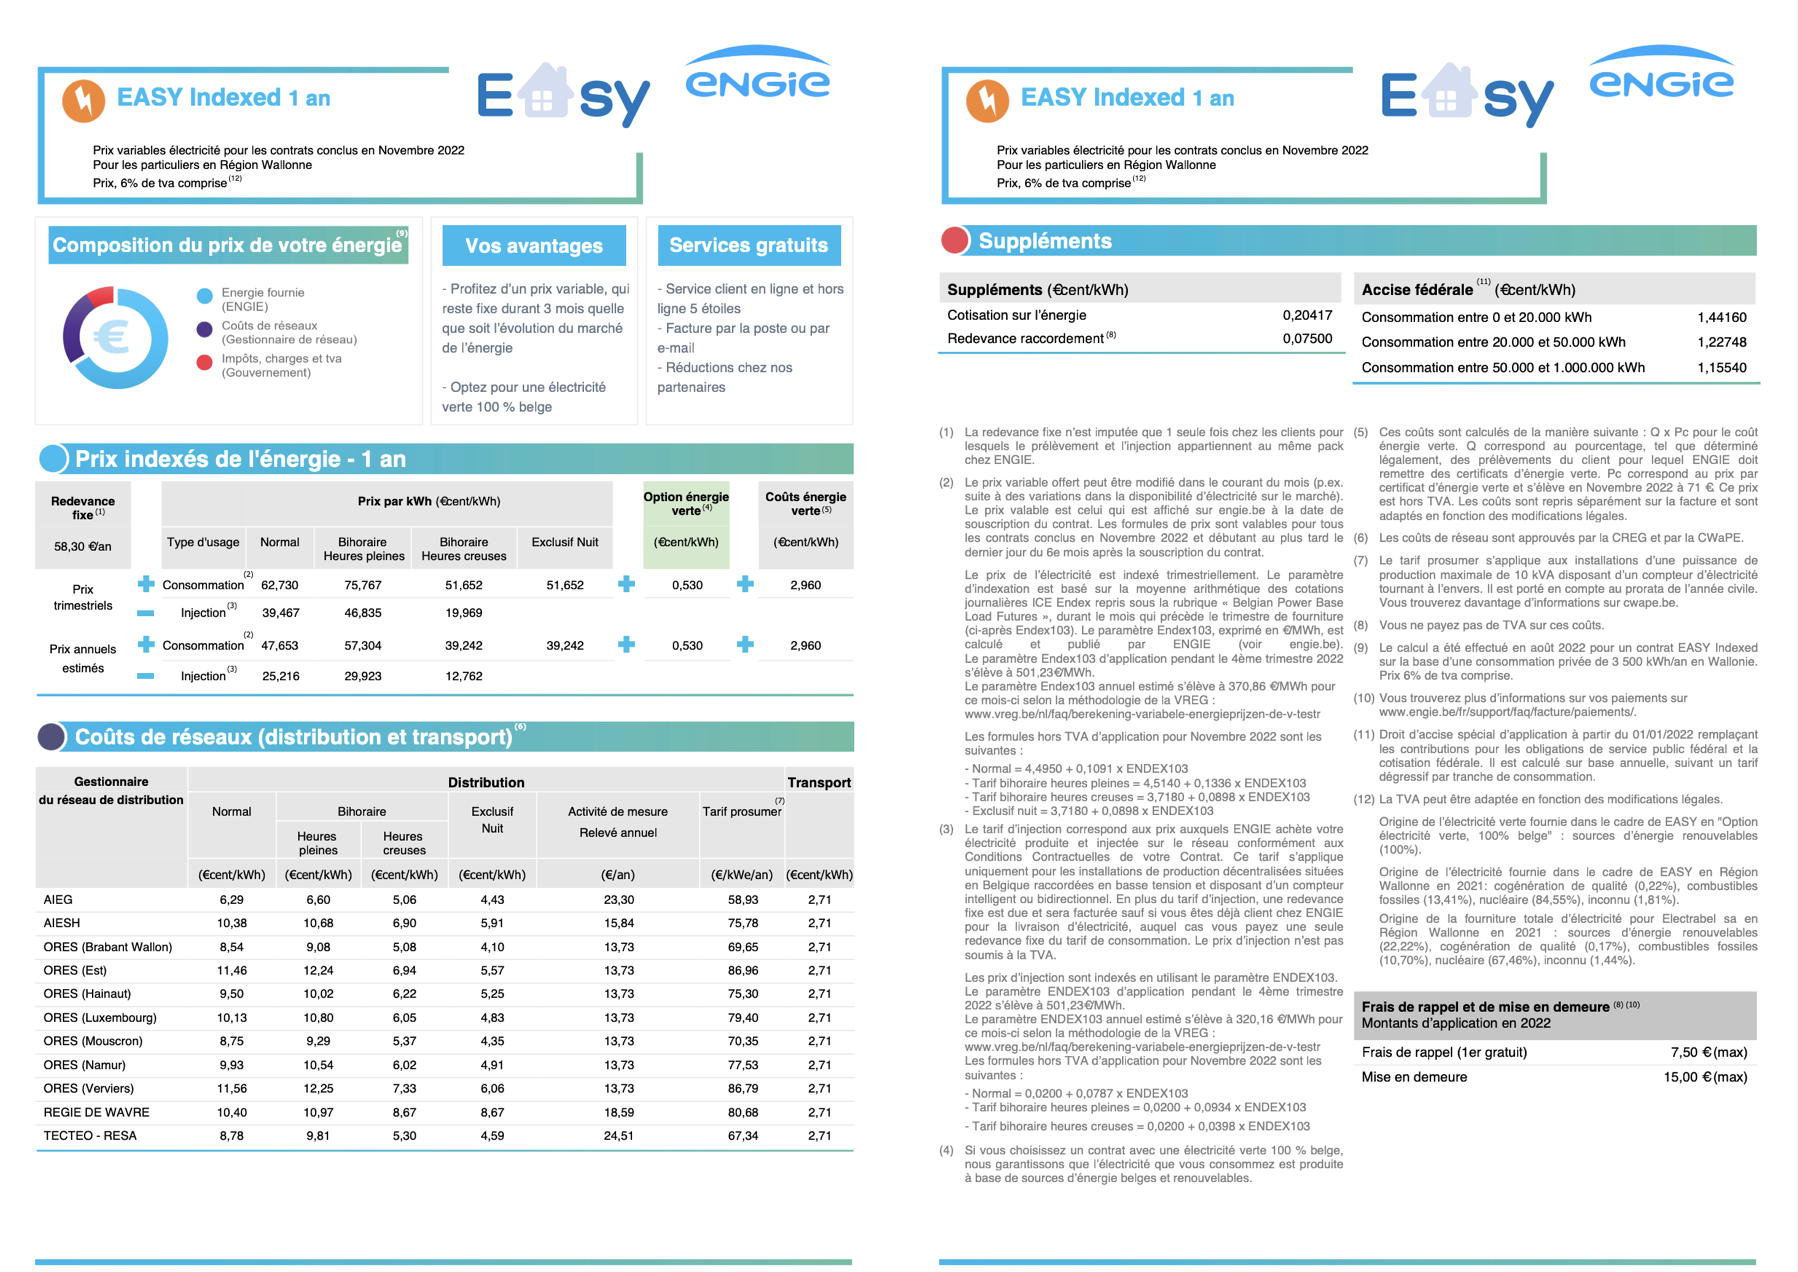 EASY Indexed 1 an
Easy
ENGIE
Prix variables électricité pour les contrats conclus en Novembre 2022
Pour les particuliers en Région Wallonne
Prix, 6% de tva comprise (12)
Composition du prix de votre énergie (9)
Energie fournie
(ENGIE)
Coûts de réseaux
(Gestionnaire de réseau)
Impôts, charges et tva
(Gouvernement)
€
Vos avantages
- Profitez d'un prix variable, qui
reste fixe durant 3 mois quelle
que soit l'évolution du marché
de l'énergie
- Optez pour une électricité
verte 100 % belge
Services gratuits
- Service client en ligne et hors
ligne 5 étoiles
- Facture par la poste ou par
e-mail
- Réductions chez nos
partenaires
Prix indexés de l'énergie - 1 an
Redevance
fixe (1)
58,30 €/an
Prix par kWh (€cent/kWh)
Option énergie
verte (4)
(€cent/kWh)
Coûts énergie
verte (5)
(€cent/kWh)
Type d'usage Normal Bihoraire Heures pleines Bihoraire Heures creuses Exclusif Nuit
Prix
trimestriels
+ Consommation (2) 62,730 75,767 51,652 51,652 + 0,530 + 2,960
- Injection (3) 39,467 46,835 19,969
Prix annuels
estimés
+ Consommation (2) 47,653 57,304 39,242 39,242 + 0,530 + 2,960
- Injection (3) 25,216 29,923 12,762
Coûts de réseaux (distribution et transport) (6)
Gestionnaire
du réseau de distribution
Distribution
Transport
Normal Bihoraire Exclusif Nuit Activité de mesure Tarif prosumer (7)
Heures pleines Heures creuses Relevé annuel
(€cent/kWh) (€cent/kWh) (€cent/kWh) (€cent/kWh) (€/an) (€/kWe/an) (€cent/kWh)
AIEG 6,29 6,60 5,06 4,43 23,30 58,93 2,71
AIESH 10,38 10,68 6,90 5,91 15,84 75,78 2,71
ORES (Brabant Wallon) 8,54 9,08 5,08 4,10 13,73 69,65 2,71
ORES (Est) 11,46 12,24 6,94 5,57 13,73 86,96 2,71
ORES (Hainaut) 9,50 10,02 6,22 5,25 13,73 75,30 2,71
ORES (Luxembourg) 10,13 10,80 6,05 4,83 13,73 79,40 2,71
ORES (Mouscron) 8,75 9,29 5,37 4,35 13,73 70,35 2,71
ORES (Namur) 9,93 10,54 6,02 4,91 13,73 77,53 2,71
ORES (Verviers) 11,56 12,25 7,33 6,06 13,73 86,79 2,71
REGIE DE WAVRE 10,40 10,97 8,67 8,67 18,59 80,68 2,71
TECTEO - RESA 8,78 9,81 5,30 4,59 24,51 67,34 2,71
EASY Indexed 1 an
Easy
ENGIE
Prix variables électricité pour les contrats conclus en Novembre 2022
Pour les particuliers en Région Wallonne
Prix, 6% de tva comprise (12)
Suppléments
Suppléments (€cent/kWh)
Cotisation sur l'énergie 0,20417
Redevance raccordement (8) 0,07500
Accise fédérale (11) (€cent/kWh)
Consommation entre 0 et 20.000 kWh 1,44160
Consommation entre 20.000 et 50.000 kWh 1,22748
Consommation entre 50.000 et 1.000.000 kWh 1,15540
(1) La redevance fixe n'est imputée que 1 seule fois chez les clients pour
lesquels le prélèvement et l'injection appartiennent au même pack
chez ENGIE.
(2) Le prix variable offert peut être modifié dans le courant du mois (p.ex.
suite à des variations dans la disponibilité d'électricité sur le marché).
Le prix valable est celui qui est affiché sur engie.be à la date de
souscription du contrat. Les formules de prix sont valables pour tous
les contrats conclus en Novembre 2022 et débutant au plus tard le
dernier jour du 6e mois après la souscription du contrat.
Le prix de l'électricité est indexé trimestriellement. Le paramètre
d'indexation est basé sur la moyenne arithmétique des cotations
journalières ICE Endex repris sous la rubrique « Belgian Power Base
Load Futures », durant le mois qui précède le trimestre de fourniture
(ci-après Endex103). Le paramètre Endex103, exprimé en €/MWh, est
calculé et publié par ENGIE (voir engie.be).
Le paramètre Endex103 d'application pendant le 4ème trimestre 2022
s'élève à 501,23€/MWh.
Le paramètre Endex103 annuel estimé s'élève à 370,86 €/MWh pour
ce mois-ci selon la méthodologie de la VREG :
www.vreg.be/nl/faq/berekening-variabele-energieprijzen-de-v-testr
Les formules hors TVA d'application pour Novembre 2022 sont les
suivantes :
- Normal = 4,4950 + 0,1091 x ENDEX103
- Tarif bihoraire heures pleines = 4,5140 + 0,1336 x ENDEX103
- Tarif bihoraire heures creuses = 3,7180 + 0,0898 x ENDEX103
- Exclusif nuit = 3,7180 + 0,0898 x ENDEX103
(3) Le tarif d'injection correspond aux prix auxquels ENGIE achète votre
électricité produite et injectée sur le réseau conformément aux
Conditions Contractuelles de votre Contrat. Ce tarif s'applique
uniquement pour les installations de production décentralisées situées
en Belgique raccordées en basse tension et disposant d'un compteur
intelligent ou bidirectionnel. En plus du tarif d'injection, une redevance
fixe est due et sera facturée sauf si vous êtes déjà client chez ENGIE
pour la livraison d'électricité, auquel cas vous payez une seule
redevance fixe du tarif de consommation. Le prix d'injection n'est pas
soumis à la TVA.
Les prix d'injection sont indexés en utilisant le paramètre ENDEX103.
Le paramètre ENDEX103 d'application pendant le 4ème trimestre
2022 s'élève à 501,23€/MWh.
Le paramètre ENDEX103 annuel estimé s'élève à 320,16 €/MWh pour
ce mois-ci selon la méthodologie de la VREG :
www.vreg.be/nl/faq/berekening-variabele-energieprijzen-de-v-testr
Les formules hors TVA d'application pour Novembre 2022 sont les
suivantes :
- Normal = 0,0200 + 0,0787 x ENDEX103
- Tarif bihoraire heures pleines = 0,0200 + 0,0934 x ENDEX103
- Tarif bihoraire heures creuses = 0,0200 + 0,0398 x ENDEX103
(4) Si vous choisissez un contrat avec une électricité verte 100 % belge,
nous garantissons que l'électricité que vous consommez est produite
à base de sources d'énergie belges et renouvelables.
(5) Ces coûts sont calculés de la manière suivante : Q x Pc pour le coût
énergie verte. Q correspond au pourcentage, tel que déterminé
légalement, des prélèvements du client pour lequel ENGIE doit
remettre des certificats d'énergie verte. Pc correspond au prix par
certificat d'énergie verte et s'élève en Novembre 2022 à 71 €. Ce prix
est hors TVA. Les coûts sont repris séparément sur la facture et sont
adaptés en fonction des modifications légales.
(6) Les coûts de réseau sont approuvés par la CREG et par la CWaPE.
(7) Le tarif prosumer s'applique aux installations d'une puissance de
production maximale de 10 kVA disposant d'un compteur d'électricité
tournant à l'envers. Il est porté en compte au prorata de l'année civile.
Vous trouverez davantage d'informations sur cwape.be.
(8) Vous ne payez pas de TVA sur ces coûts.
(9) Le calcul a été effectué en août 2022 pour un contrat EASY Indexed
sur la base d'une consommation privée de 3 500 kWh/an en Wallonie.
Prix 6% de tva comprise.
(10) Vous trouverez plus d'informations sur vos paiements sur
www.engie.be/fr/support/faq/facture/paiements/.
(11) Droit d'accise spécial d'application à partir du 01/01/2022 remplaçant
les contributions pour les obligations de service public fédéral et la
cotisation fédérale. Il est calculé sur base annuelle, suivant un tarif
dégressif par tranche de consommation.
(12) La TVA peut être adaptée en fonction des modifications légales.
Origine de l'électricité verte fournie dans le cadre de EASY en "Option
électricité verte, 100% belge" : sources d'énergie renouvelables
(100%).
Origine de l'électricité fournie dans le cadre de EASY en Région
Wallonne en 2021: cogénération de qualité (0,22%), combustibles
fossiles (13,41%), nucléaire (84,55%), inconnu (1,81%).
Origine de la fourniture totale d'électricité pour Electrabel sa en
Région Wallonne en 2021 : sources d'énergie renouvelables
(22,22%), cogénération de qualité (0,17%), combustibles fossiles
(10,70%), nucléaire (67,46%), inconnu (1,44%).
Frais de rappel et de mise en demeure (8) (10)
Montants d'application en 2022
Frais de rappel (1er gratuit) 7,50 € (max)
Mise en demeure 15,00 € (max)